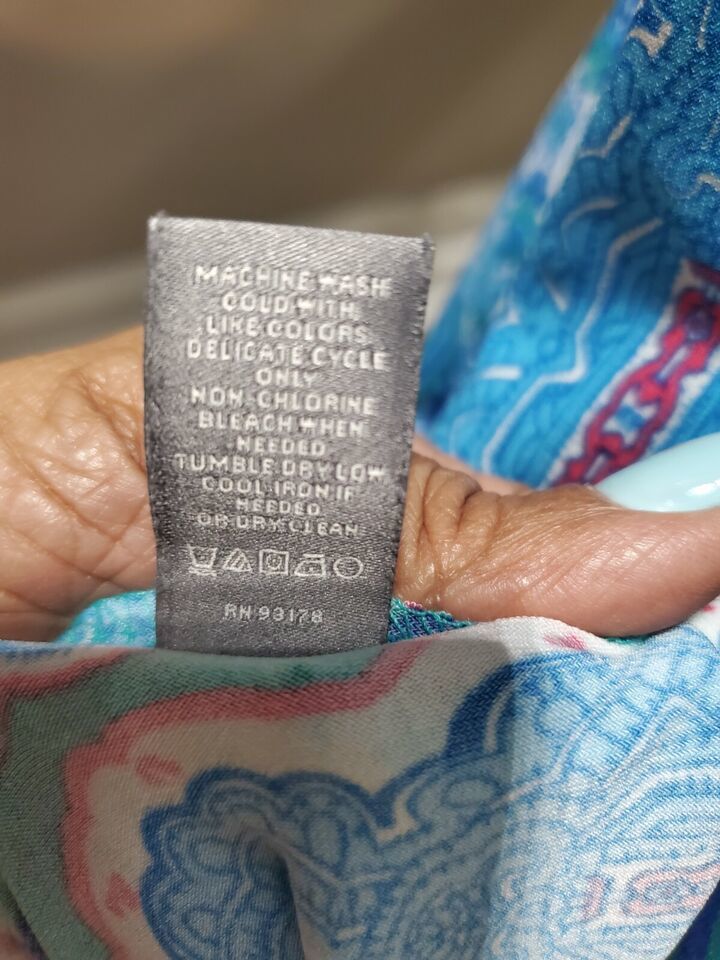 MACHINE WASH
COLD WITH
LIKE COLORS
DELICATE CYCLE
ONLY
NON-CHLORINE
BLEACH WHEN
NEEDED
TUMBLE DRY LOW
COOL IRON IF
NEEDED
OR DRY CLEAN
RN 93178